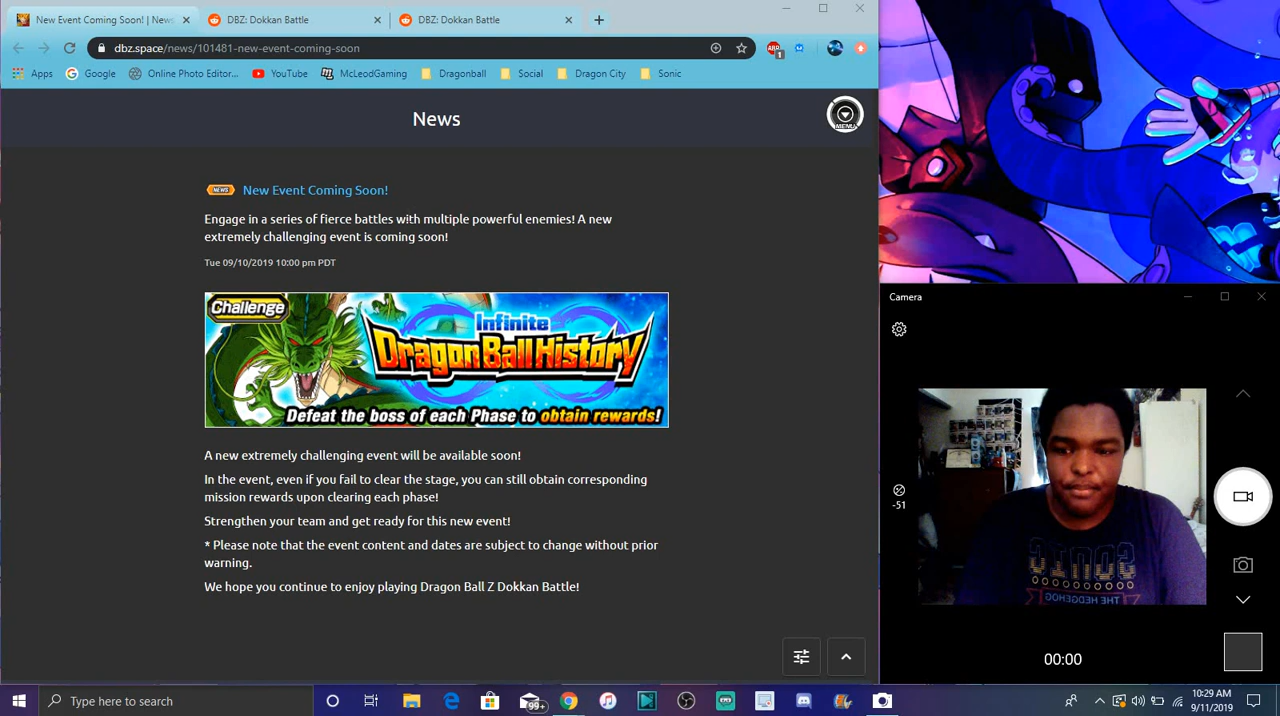 New Event Coming Soon! | News
DBZ: Dokkan Battle
DBZ: Dokkan Battle
dbz.space/news/101481-new-event-coming-soon
ABP
1
Apps
Google
Online Photo Editor...
YouTube
McLeodGaming
Dragonball
Social
Dragon City
Sonic
News
MENU
NEWS New Event Coming Soon!
Engage in a series of fierce battles with multiple powerful enemies! A new
extremely challenging event is coming soon!
Tue 09/10/2019 10:00 pm PDT
Challenge
Infinite
Dragon Ball History
Defeat the boss of each Phase to obtain rewards!
A new extremely challenging event will be available soon!
In the event, even if you fail to clear the stage, you can still obtain corresponding
mission rewards upon clearing each phase!
Strengthen your team and get ready for this new event!
* Please note that the event content and dates are subject to change without prior
warning.
We hope you continue to enjoy playing Dragon Ball Z Dokkan Battle!
Camera
-51
SONIC
THE HEDGEHOG
00:00
Type here to search
99+
10:29 AM
9/11/2019